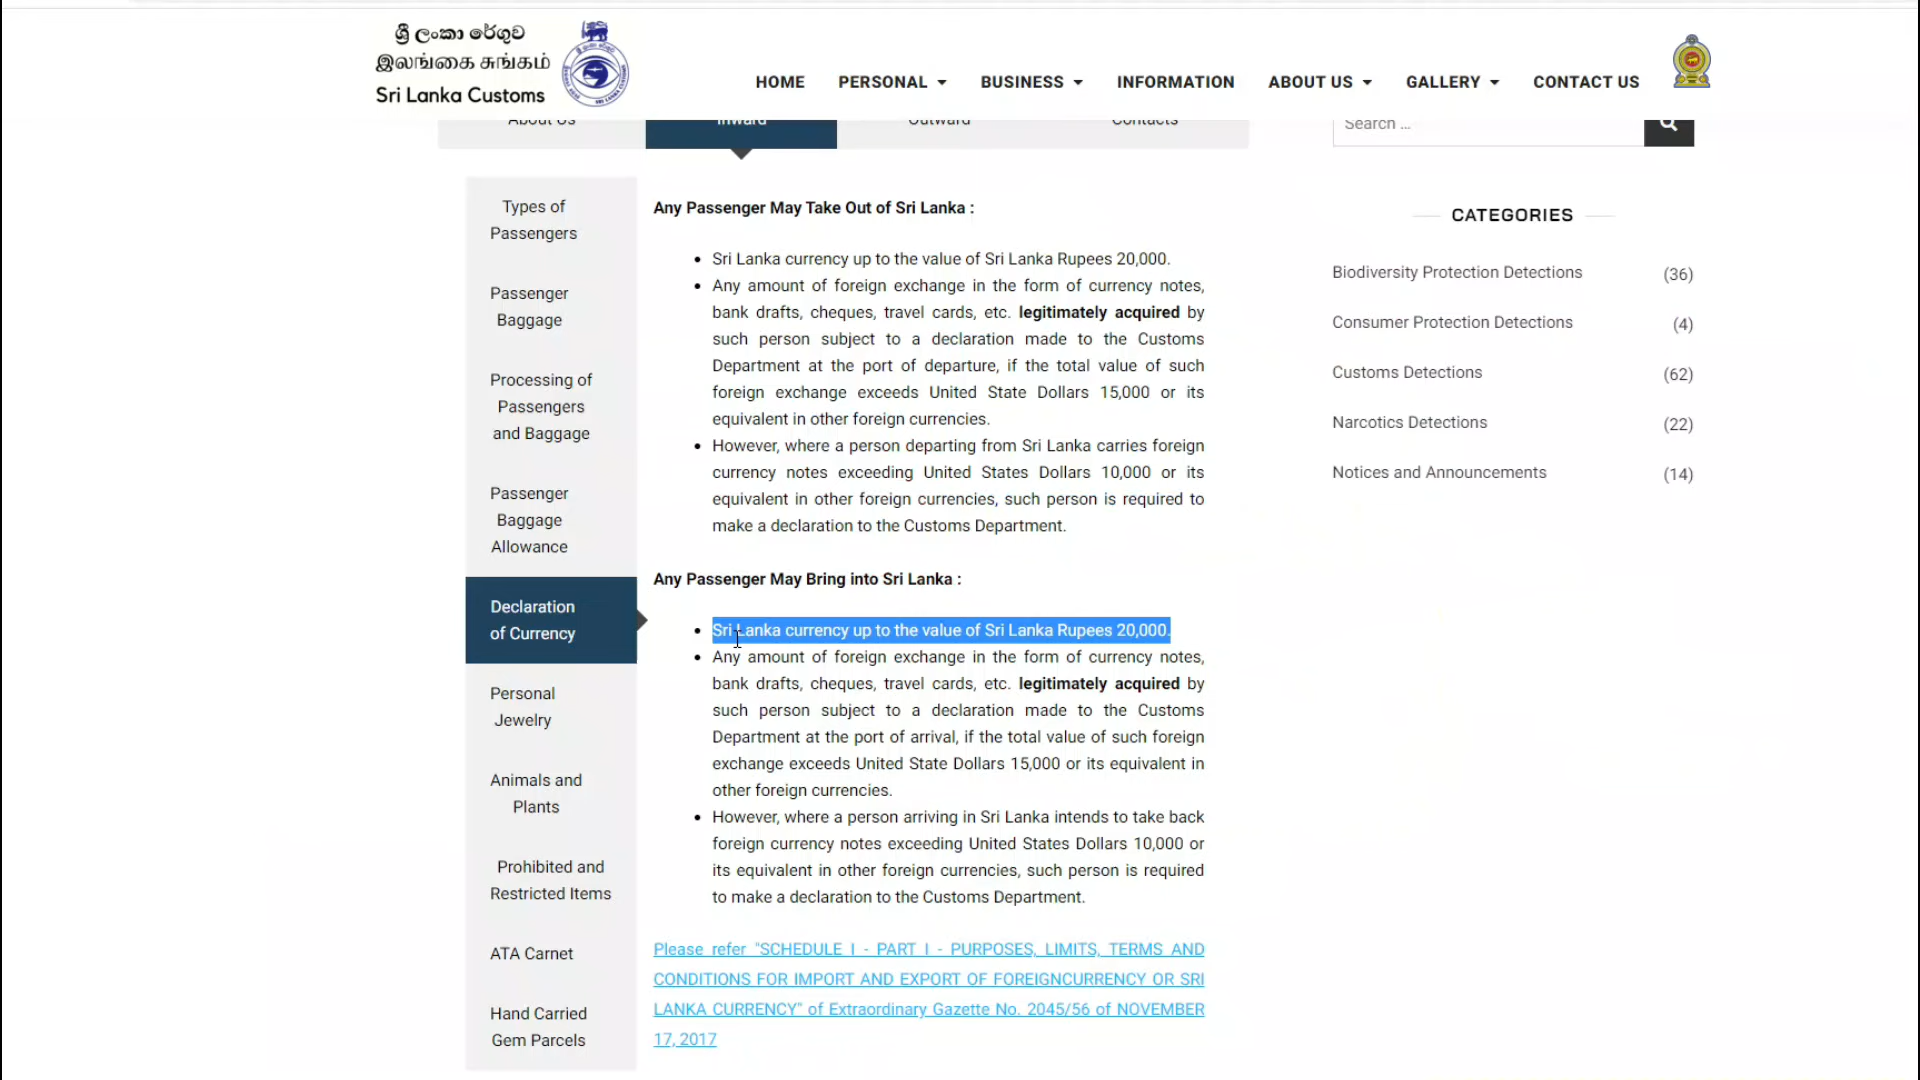 ශ්‍රී ලංකා රේගුව
இலங்கை சுங்கம்
Sri Lanka Customs
HOME
PERSONAL
BUSINESS
INFORMATION
ABOUT US
GALLERY
CONTACT US
About Us
Inward
Outward
Contacts
Search ...
Types of
Passengers
Passenger
Baggage
Processing of
Passengers
and Baggage
Passenger
Baggage
Allowance
Declaration
of Currency
Personal
Jewelry
Animals and
Plants
Prohibited and
Restricted Items
ATA Carnet
Hand Carried
Gem Parcels
Any Passenger May Take Out of Sri Lanka :
Sri Lanka currency up to the value of Sri Lanka Rupees 20,000.
Any amount of foreign exchange in the form of currency notes,
bank drafts, cheques, travel cards, etc. legitimately acquired by
such person subject to a declaration made to the Customs
Department at the port of departure, if the total value of such
foreign exchange exceeds United State Dollars 15,000 or its
equivalent in other foreign currencies.
However, where a person departing from Sri Lanka carries foreign
currency notes exceeding United States Dollars 10,000 or its
equivalent in other foreign currencies, such person is required to
make a declaration to the Customs Department.
Any Passenger May Bring into Sri Lanka :
Sri Lanka currency up to the value of Sri Lanka Rupees 20,000.
Any amount of foreign exchange in the form of currency notes,
bank drafts, cheques, travel cards, etc. legitimately acquired by
such person subject to a declaration made to the Customs
Department at the port of arrival, if the total value of such foreign
exchange exceeds United State Dollars 15,000 or its equivalent in
other foreign currencies.
However, where a person arriving in Sri Lanka intends to take back
foreign currency notes exceeding United States Dollars 10,000 or
its equivalent in other foreign currencies, such person is required
to make a declaration to the Customs Department.
Please refer "SCHEDULE I - PART I - PURPOSES, LIMITS, TERMS AND
CONDITIONS FOR IMPORT AND EXPORT OF FOREIGNCURRENCY OR SRI
LANKA CURRENCY" of Extraordinary Gazette No. 2045/56 of NOVEMBER
17, 2017
CATEGORIES
Biodiversity Protection Detections (36)
Consumer Protection Detections (4)
Customs Detections (62)
Narcotics Detections (22)
Notices and Announcements (14)